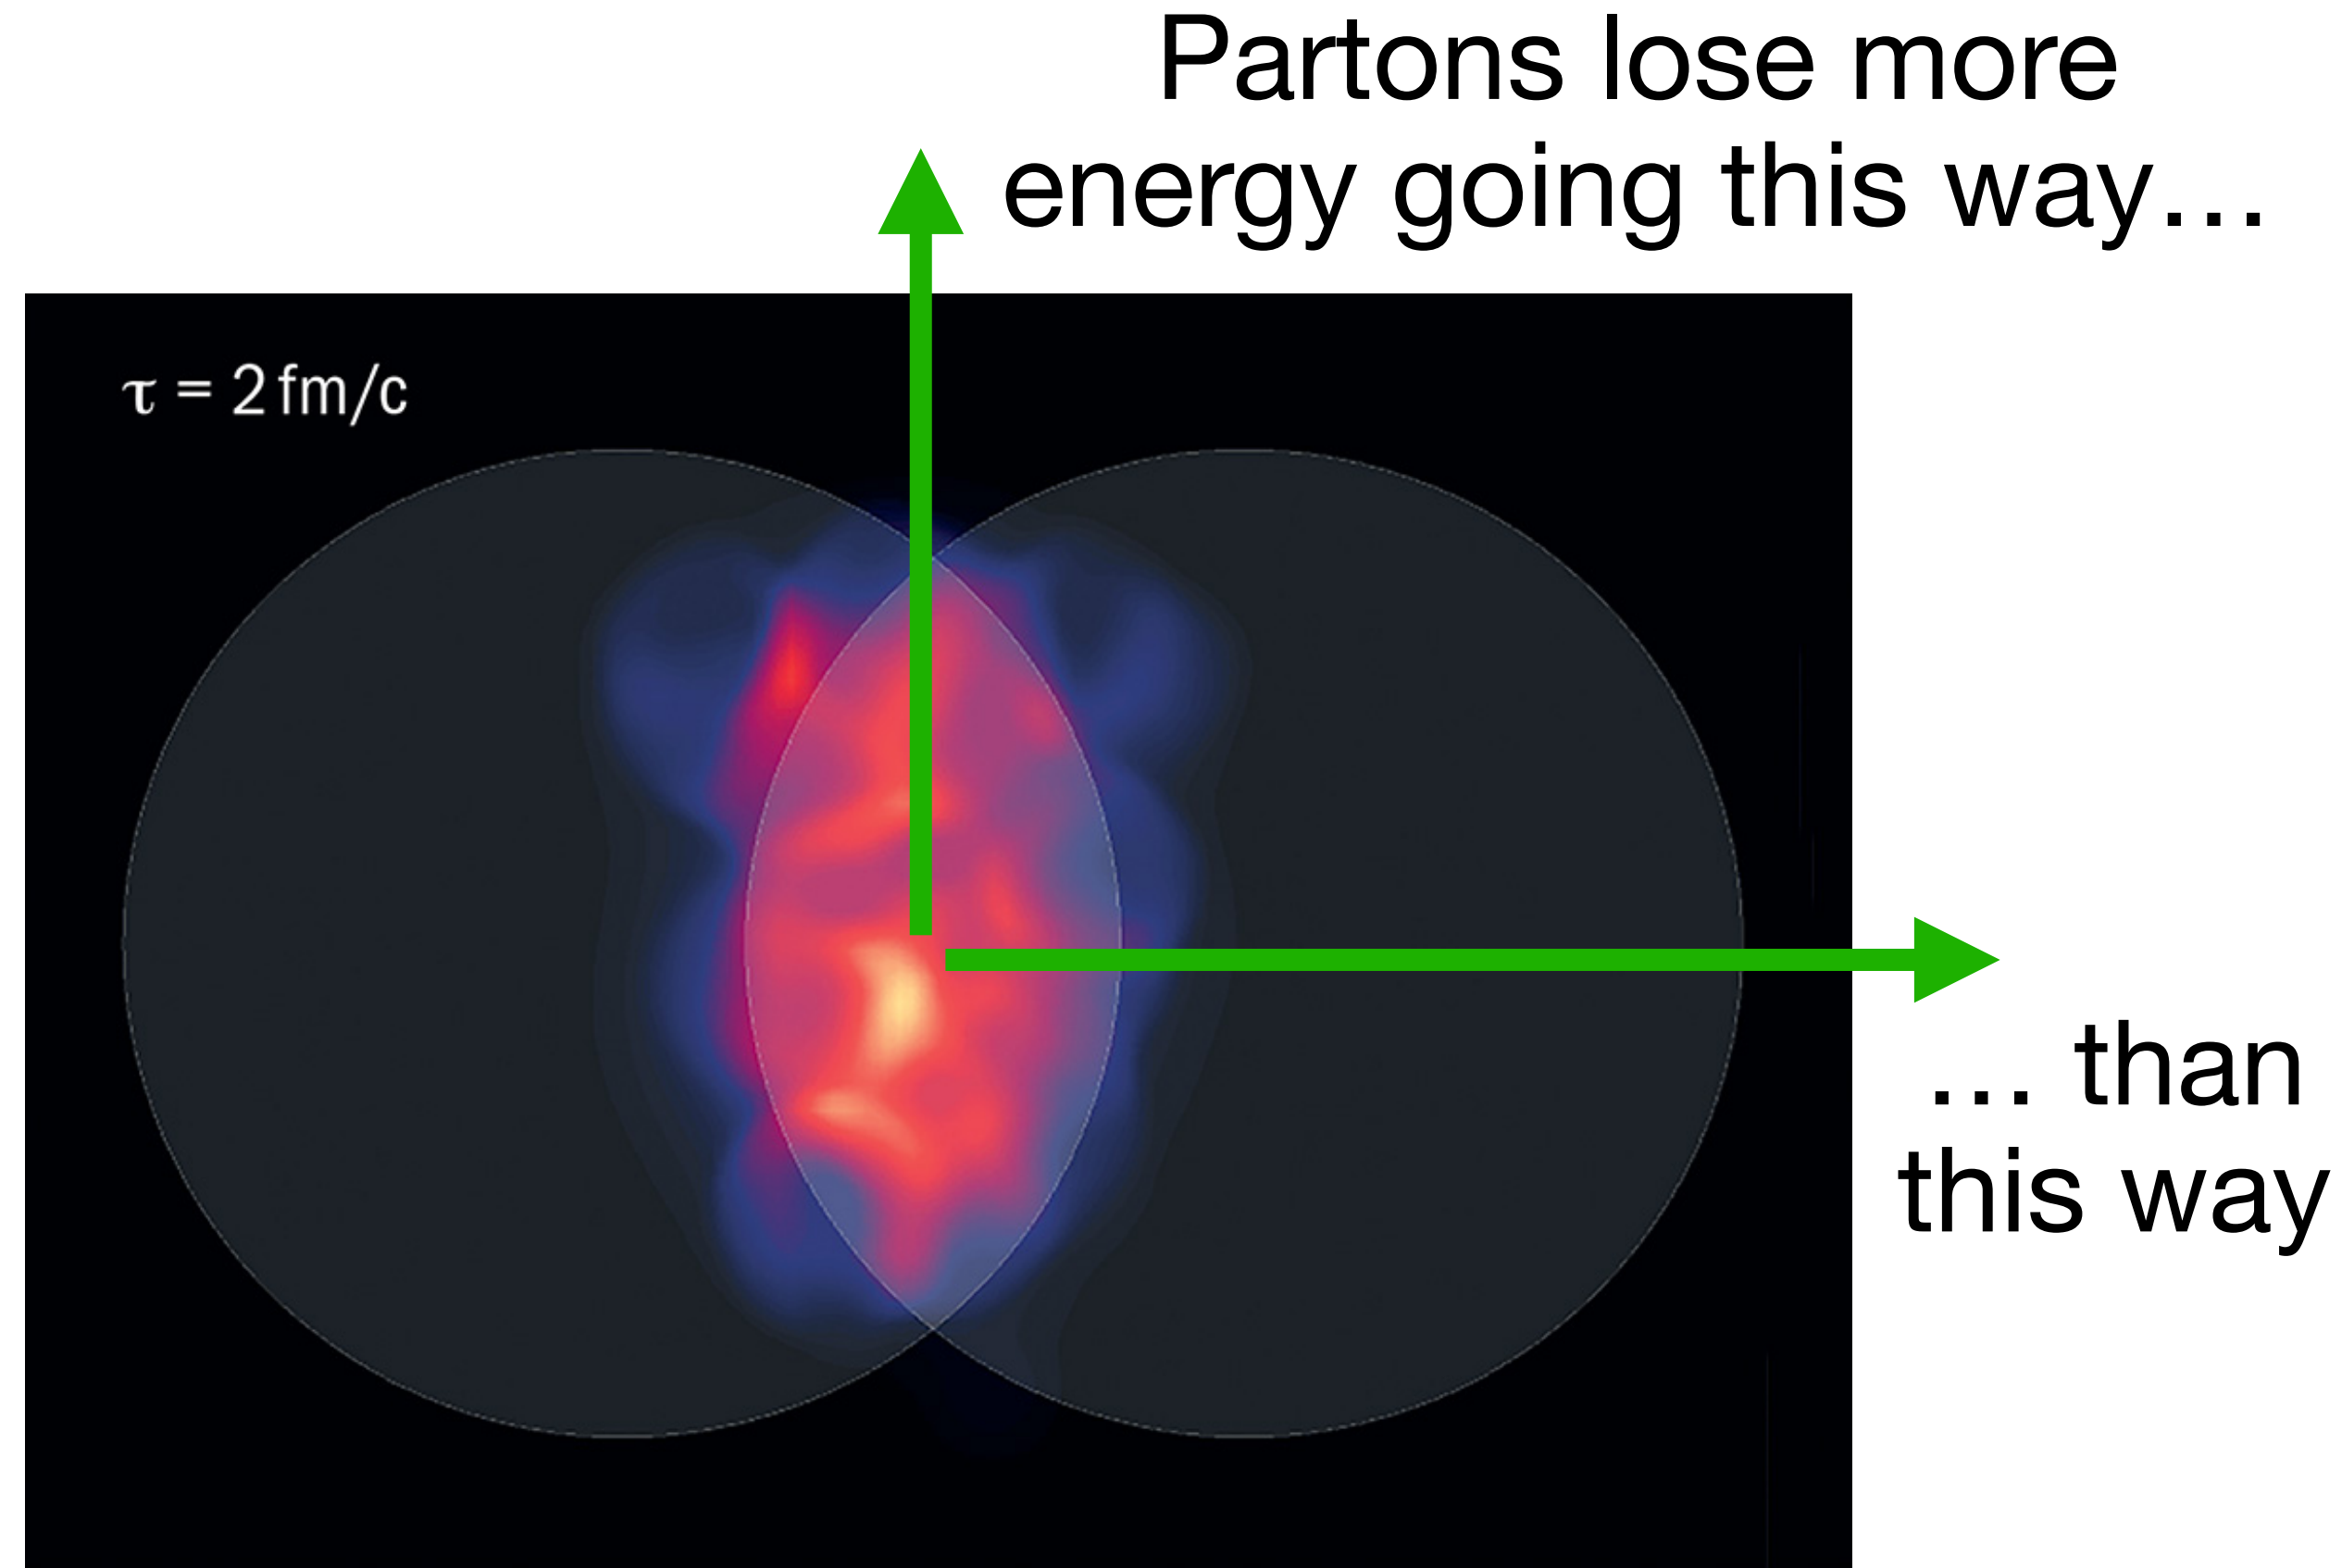 Partons lose more
energy going this way…
τ = 2 fm/c
… than
this way